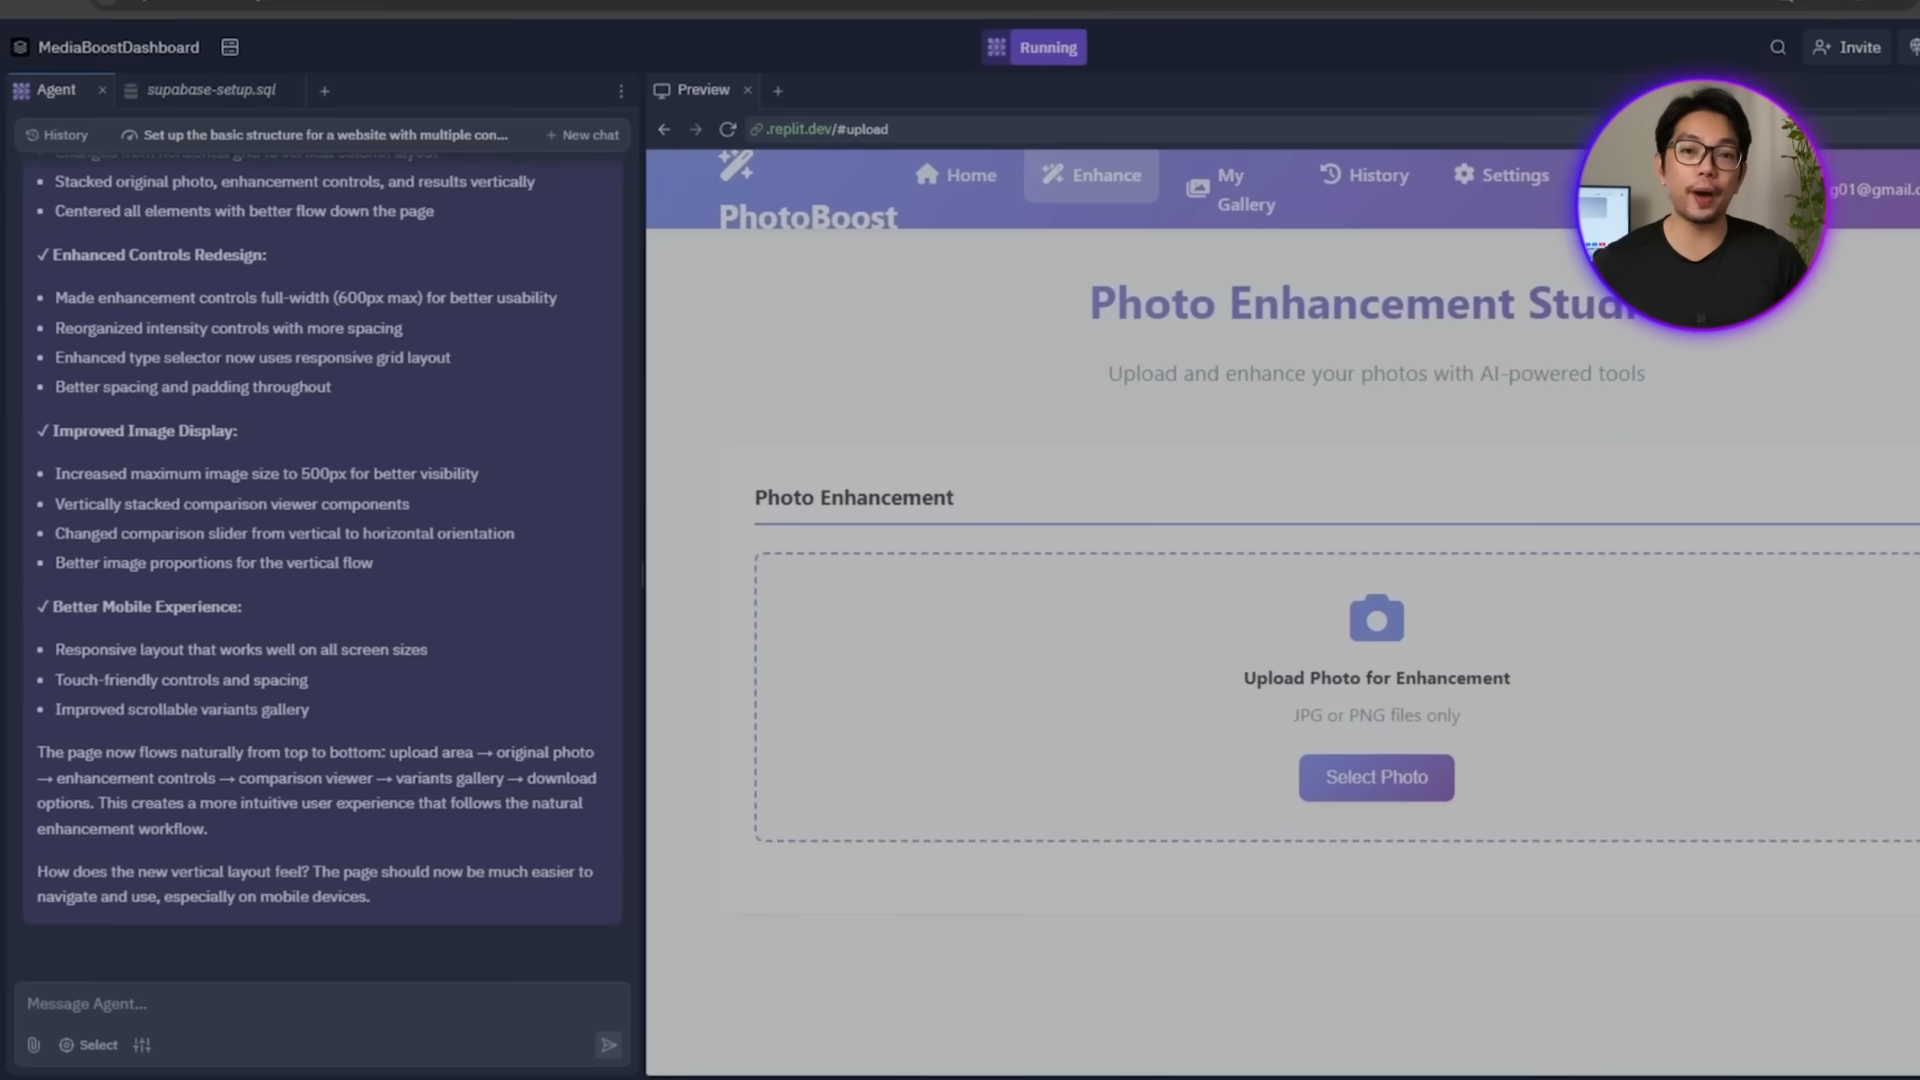 MediaBoostDashboard
Running
Invite
Agent
supabase-setup.sql
Preview
History
Set up the basic structure for a website with multiple con...
New chat
.replit.dev/#upload
Changed from horizontal grid to vertical column layout
• Stacked original photo, enhancement controls, and results vertically
• Centered all elements with better flow down the page
✓ Enhanced Controls Redesign:
• Made enhancement controls full-width (600px max) for better usability
• Reorganized intensity controls with more spacing
• Enhanced type selector now uses responsive grid layout
• Better spacing and padding throughout
✓ Improved Image Display:
• Increased maximum image size to 500px for better visibility
• Vertically stacked comparison viewer components
• Changed comparison slider from vertical to horizontal orientation
• Better image proportions for the vertical flow
✓ Better Mobile Experience:
• Responsive layout that works well on all screen sizes
• Touch-friendly controls and spacing
• Improved scrollable variants gallery
The page now flows naturally from top to bottom: upload area → original photo
→ enhancement controls → comparison viewer → variants gallery → download
options. This creates a more intuitive user experience that follows the natural
enhancement workflow.
How does the new vertical layout feel? The page should now be much easier to
navigate and use, especially on mobile devices.
Message Agent...
Select
PhotoBoost
Home
Enhance
My
Gallery
History
Settings
g01@gmail.c
Photo Enhancement Stud
Upload and enhance your photos with AI-powered tools
Photo Enhancement
Upload Photo for Enhancement
JPG or PNG files only
Select Photo